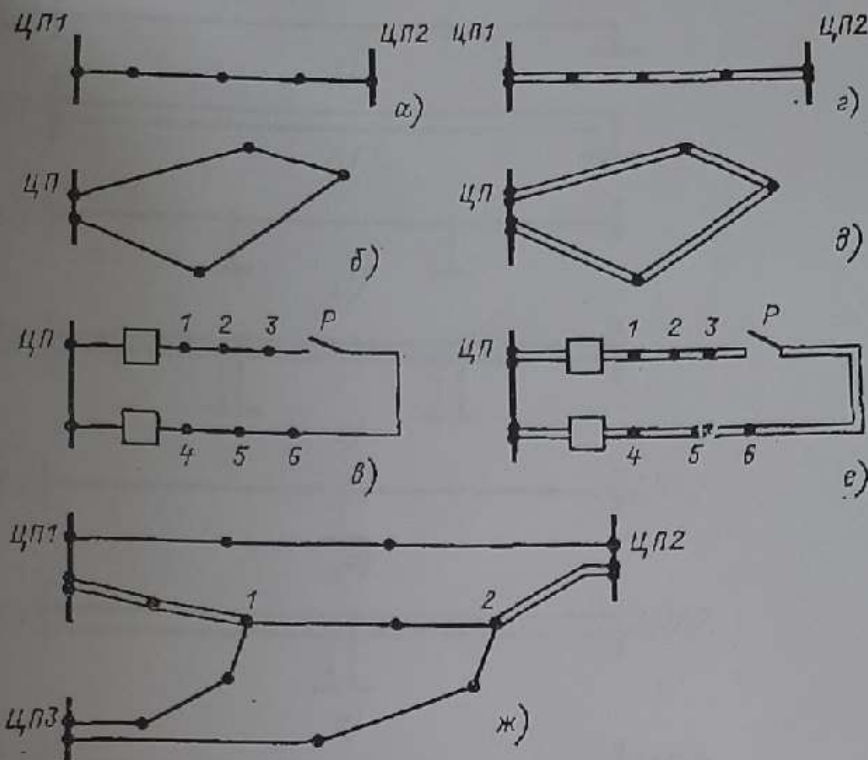 ЦП1 ЦП2 ЦП1 ЦП2
а) г)
ЦП ЦП
б) д)
ЦП 1 2 3 Р ЦП 1 2 3 Р
4 5 6 4 5 6
в) е)
ЦП1 ЦП2
1 2
ЦП3
ж)